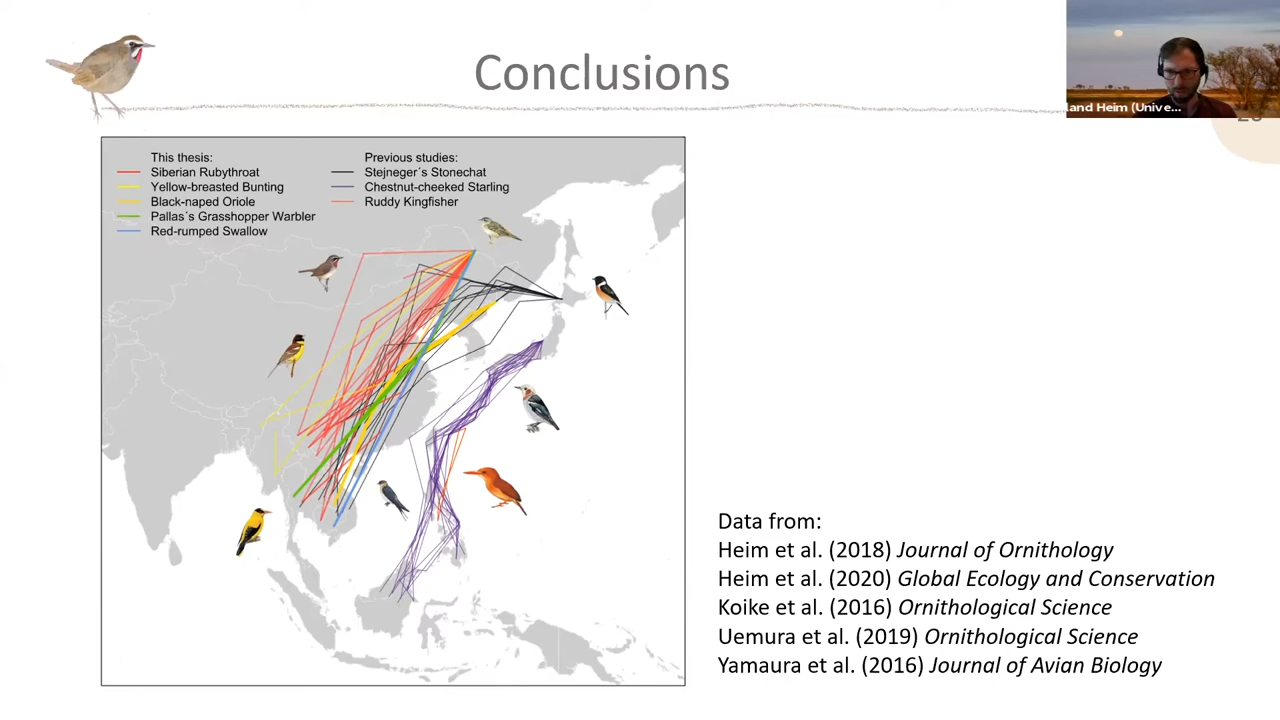 Conclusions
land Heim (Unive...
This thesis:
Siberian Rubythroat
Yellow-breasted Bunting
Black-naped Oriole
Pallas´s Grasshopper Warbler
Red-rumped Swallow
Previous studies:
Stejneger´s Stonechat
Chestnut-cheeked Starling
Ruddy Kingfisher
Data from:
Heim et al. (2018) Journal of Ornithology
Heim et al. (2020) Global Ecology and Conservation
Koike et al. (2016) Ornithological Science
Uemura et al. (2019) Ornithological Science
Yamaura et al. (2016) Journal of Avian Biology